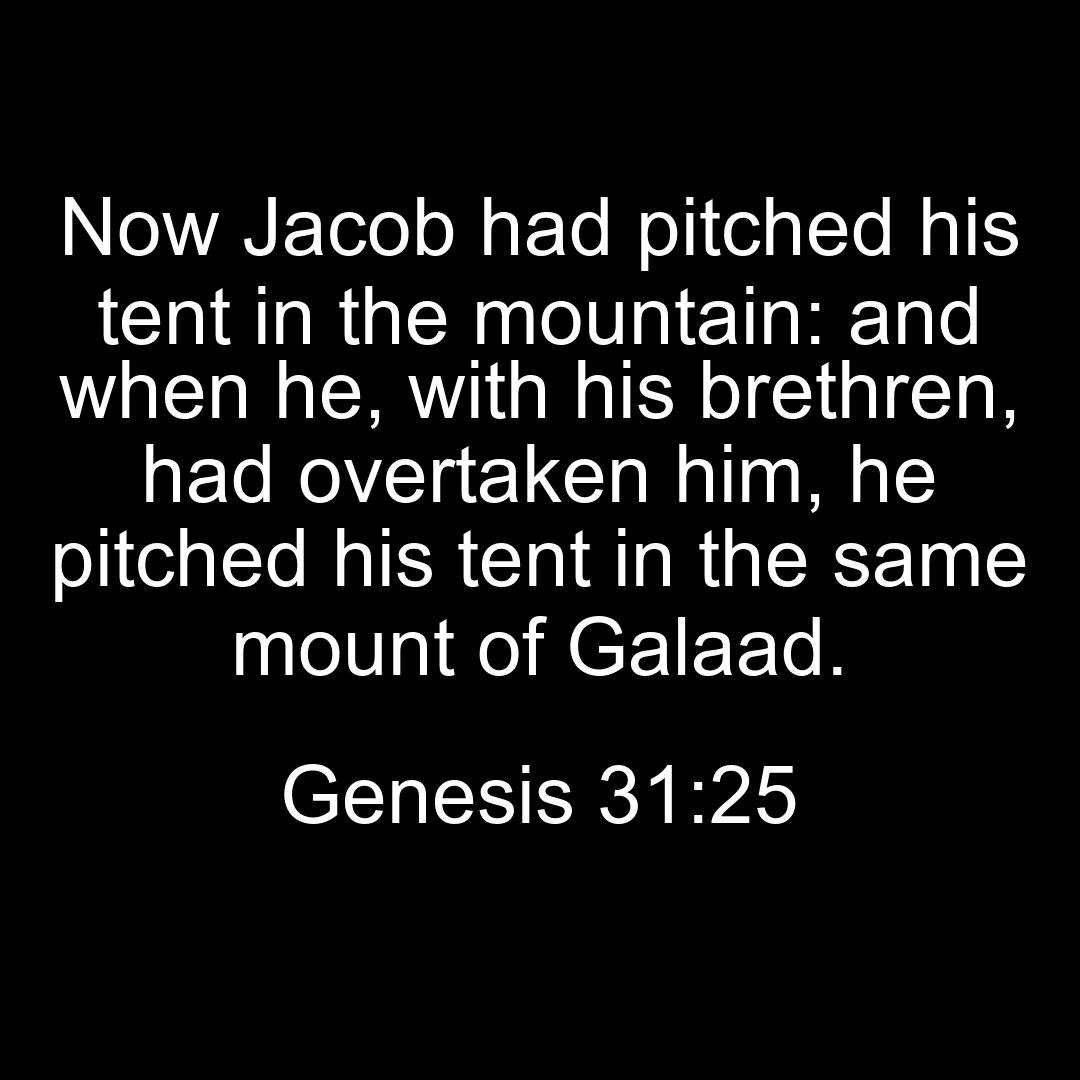 Now Jacob had pitched his
tent in the mountain: and
when he, with his brethren,
had overtaken him, he
pitched his tent in the same
mount of Galaad.
Genesis 31:25